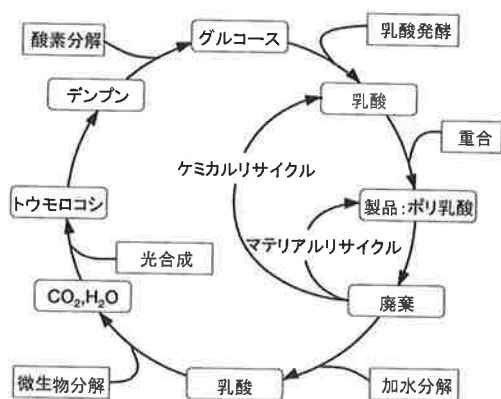 酸素分解
グルコース
乳酸発酵
デンプン
乳酸
重合
ケミカルリサイクル
トウモロコシ
製品:ポリ乳酸
マテリアルリサイクル
光合成
CO₂,H₂O
廃棄
微生物分解
乳酸
加水分解